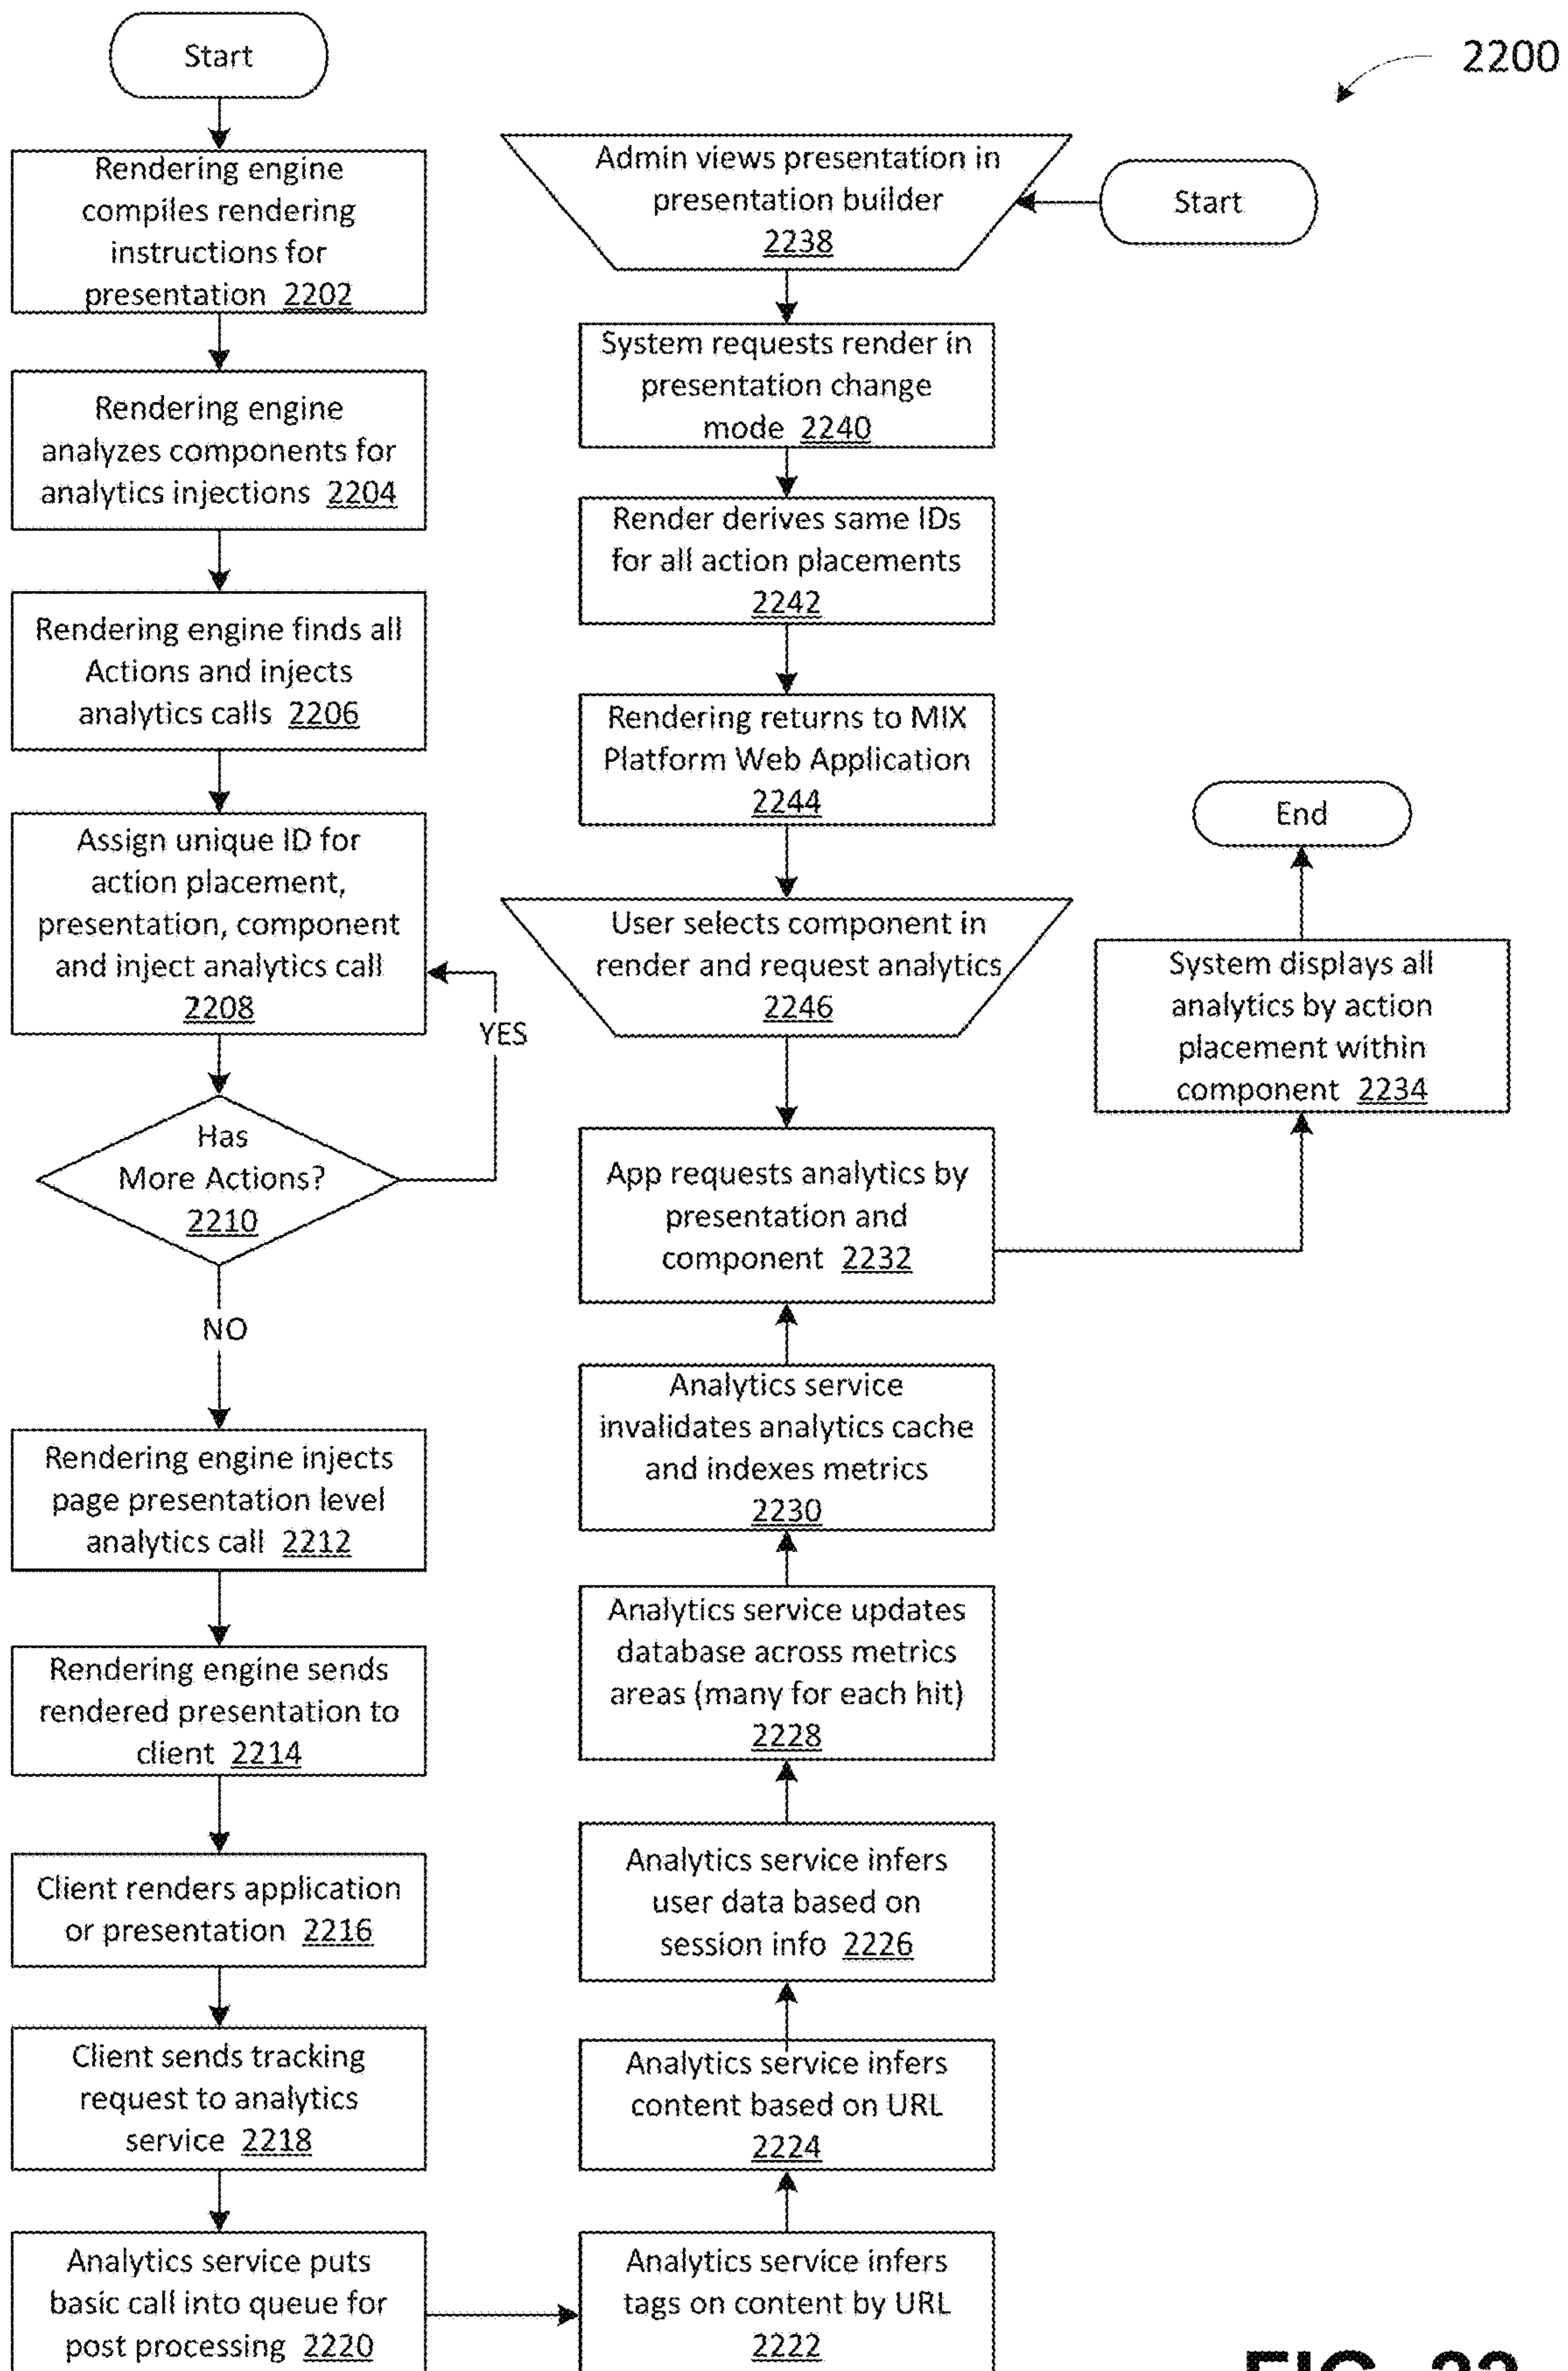 Start
Rendering engine
compiles rendering
instructions for
presentation 2202
Rendering engine
analyzes components for
analytics injections 2204
Rendering engine finds all
Actions and injects
analytics calls 2206
Assign unique ID for
action placement,
presentation, component
and inject analytics call
2208
YES
Has
More Actions?
2210
NO
Rendering engine injects
page presentation level
analytics call 2212
Rendering engine sends
rendered presentation to
client 2214
Client renders application
or presentation 2216
Client sends tracking
request to analytics
service 2218
Analytics service puts
basic call into queue for
post processing 2220
2200
Admin views presentation in
presentation builder
2238
Start
System requests render in
presentation change
mode 2240
Render derives same IDs
for all action placements
2242
Rendering returns to MIX
Platform Web Application
2244
User selects component in
render and request analytics
2246
App requests analytics by
presentation and
component 2232
Analytics service
invalidates analytics cache
and indexes metrics
2230
Analytics service updates
database across metrics
areas (many for each hit)
2228
Analytics service infers
user data based on
session info 2226
Analytics service infers
content based on URL
2224
Analytics service infers
tags on content by URL
2222
End
System displays all
analytics by action
placement within
component 2234